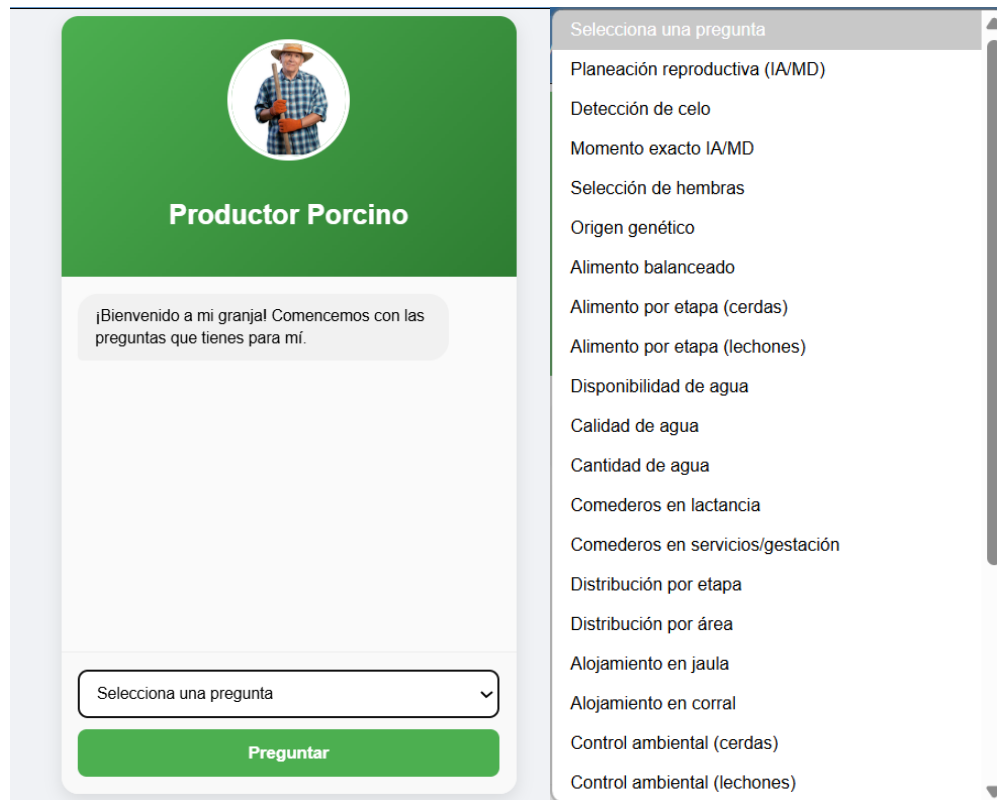 Productor Porcino
¡Bienvenido a mi granja! Comencemos con las
preguntas que tienes para mí.
Selecciona una pregunta
Preguntar
Selecciona una pregunta
Planeación reproductiva (IA/MD)
Detección de celo
Momento exacto IA/MD
Selección de hembras
Origen genético
Alimento balanceado
Alimento por etapa (cerdas)
Alimento por etapa (lechones)
Disponibilidad de agua
Calidad de agua
Cantidad de agua
Comederos en lactancia
Comederos en servicios/gestación
Distribución por etapa
Distribución por área
Alojamiento en jaula
Alojamiento en corral
Control ambiental (cerdas)
Control ambiental (lechones)